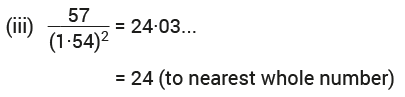 (iii) 57/(1·54)² = 24·03...
= 24 (to nearest whole number)